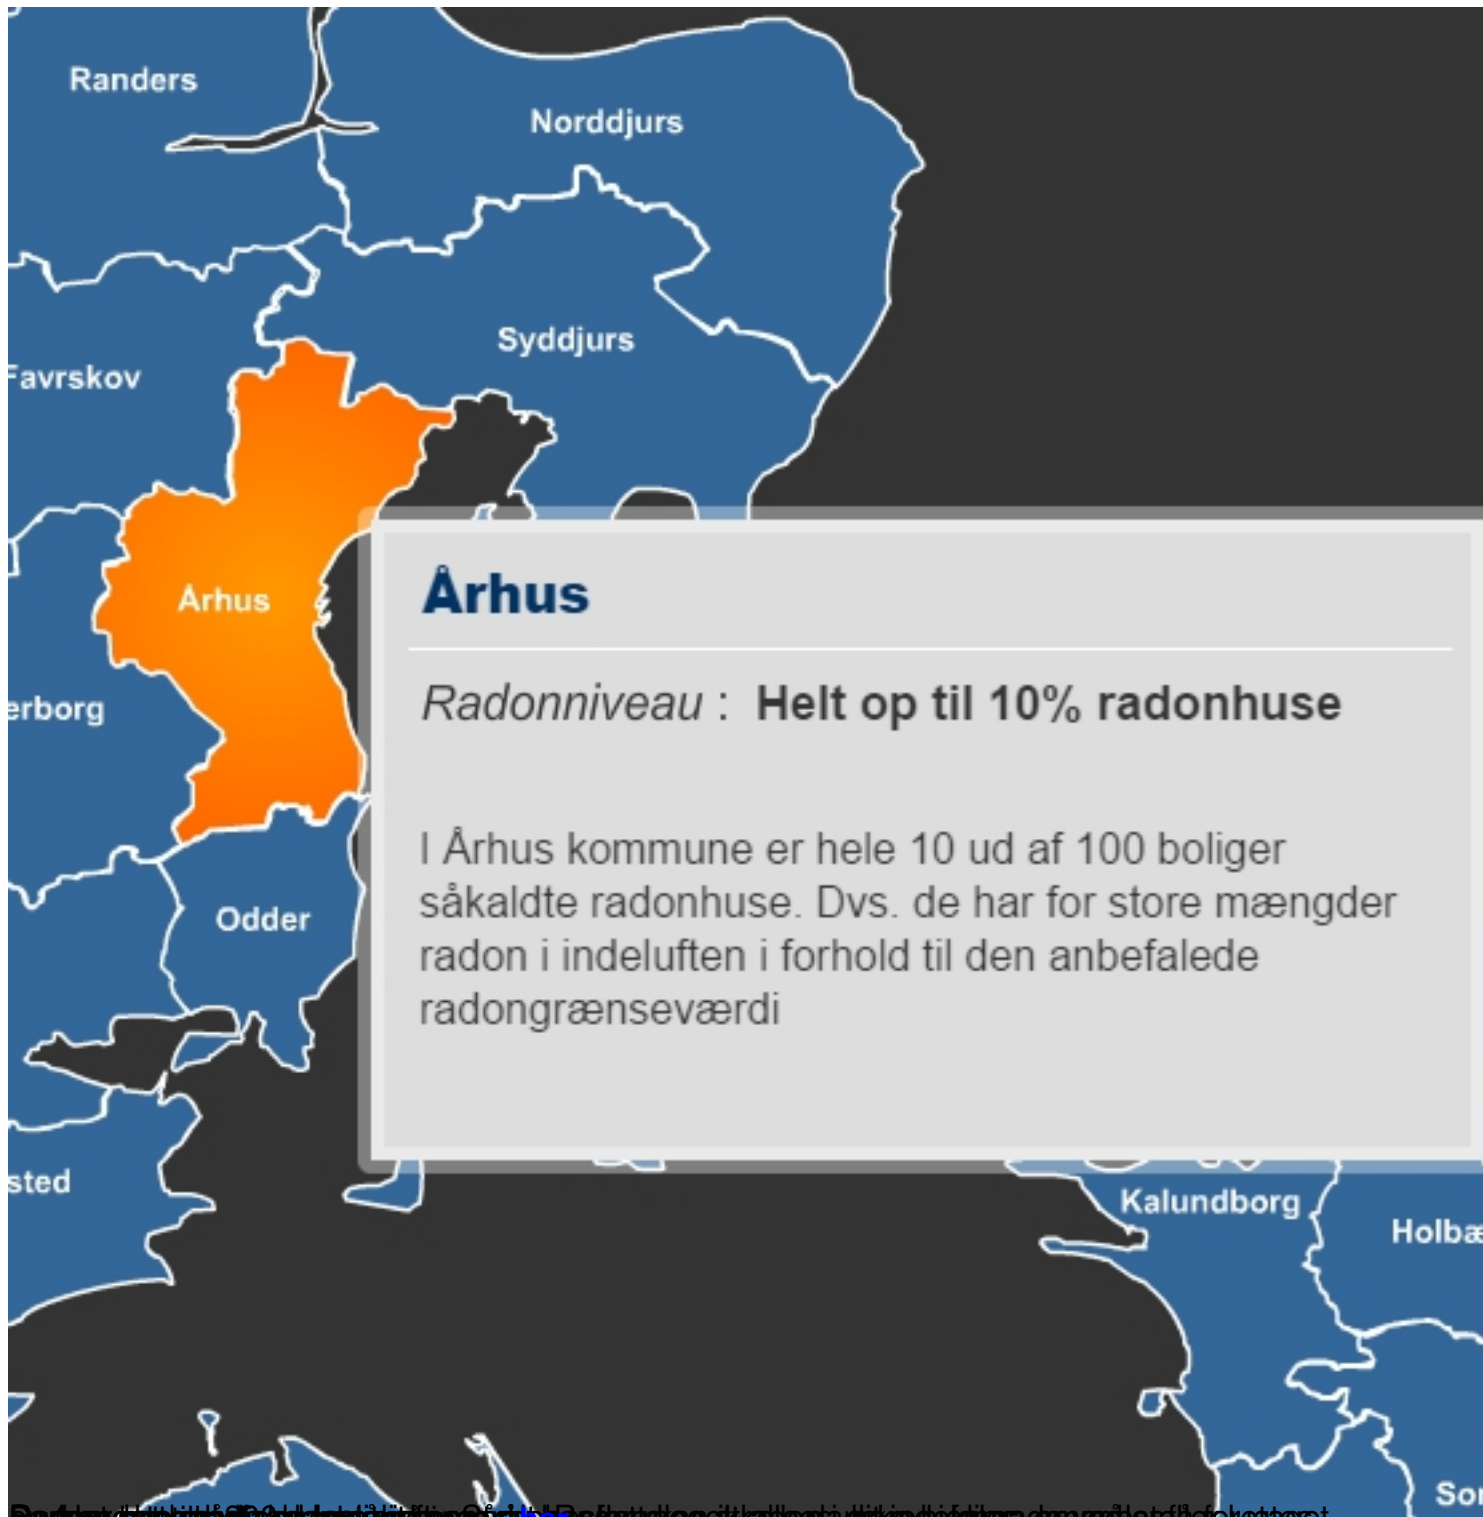 Randers
Norddjurs
Syddjurs
Favrskov
Århus
Århus
Radonniveau : Helt op til 10% radonhuse
erborg
I Århus kommune er hele 10 ud af 100 boliger
såkaldte radonhuse. Dvs. de har for store mængder
radon i indeluften i forhold til den anbefalede
radongrænseværdi
Odder
sted
Kalundborg
Holbæ
Sor